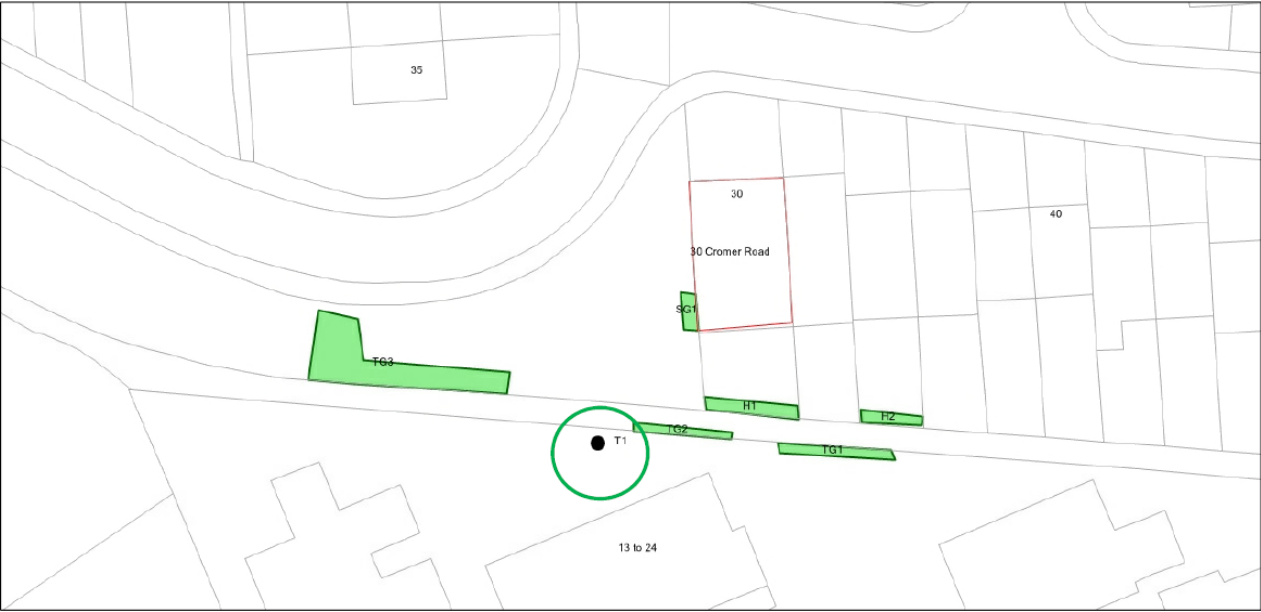 35
30
40
30 Cromer Road
SG1
TG3
H1
H2
TG2
T1
TG1
13 to 24